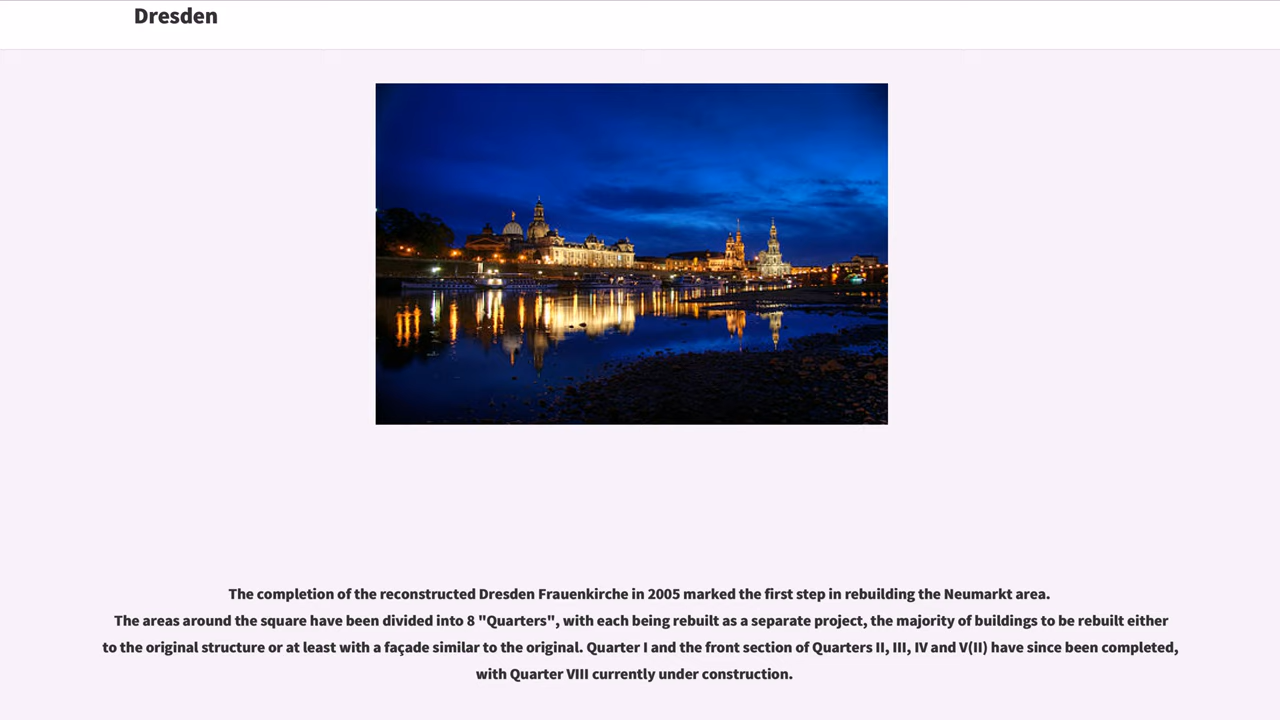 Dresden
The completion of the reconstructed Dresden Frauenkirche in 2005 marked the first step in rebuilding the Neumarkt area.
The areas around the square have been divided into 8 "Quarters", with each being rebuilt as a separate project, the majority of buildings to be rebuilt either
to the original structure or at least with a façade similar to the original. Quarter I and the front section of Quarters II, III, IV and V(II) have since been completed,
with Quarter VIII currently under construction.